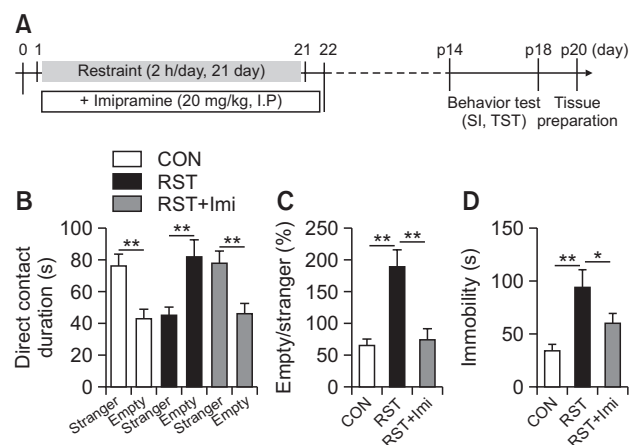 A
0 1 21 22 p14 p18 p20 (day)
Restraint (2 h/day, 21 day)
+ Imipramine (20 mg/kg, I.P)
Behavior test
(SI, TST)
Tissue
preparation
CON
RST
RST+Imi
B
Direct contact
duration (s)
100
80
60
40
20
0
** ** **
Stranger
Empty
Stranger
Empty
Stranger
Empty
C
Empty/stranger (%)
250
200
150
100
50
0
** **
CON
RST
RST+Imi
D
Immobility (s)
150
100
50
0
** *
CON
RST
RST+Imi